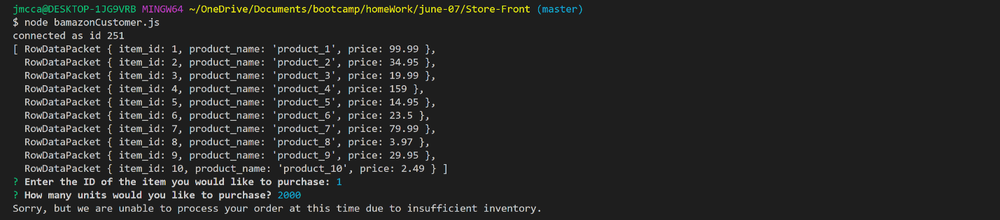 jmcca@DESKTOP-1JG9VRB MINGW64 ~/OneDrive/Documents/bootcamp/homeWork/june-07/Store-Front (master)
$ node bamazonCustomer.js
connected as id 251
[ RowDataPacket { item_id: 1, product_name: 'product_1', price: 99.99 },
  RowDataPacket { item_id: 2, product_name: 'product_2', price: 34.95 },
  RowDataPacket { item_id: 3, product_name: 'product_3', price: 19.99 },
  RowDataPacket { item_id: 4, product_name: 'product_4', price: 159 },
  RowDataPacket { item_id: 5, product_name: 'product_5', price: 14.95 },
  RowDataPacket { item_id: 6, product_name: 'product_6', price: 23.5 },
  RowDataPacket { item_id: 7, product_name: 'product_7', price: 79.99 },
  RowDataPacket { item_id: 8, product_name: 'product_8', price: 3.97 },
  RowDataPacket { item_id: 9, product_name: 'product_9', price: 29.95 },
  RowDataPacket { item_id: 10, product_name: 'product_10', price: 2.49 } ]
? Enter the ID of the item you would like to purchase: 1
? How many units would you like to purchase? 2000
Sorry, but we are unable to process your order at this time due to insufficient inventory.